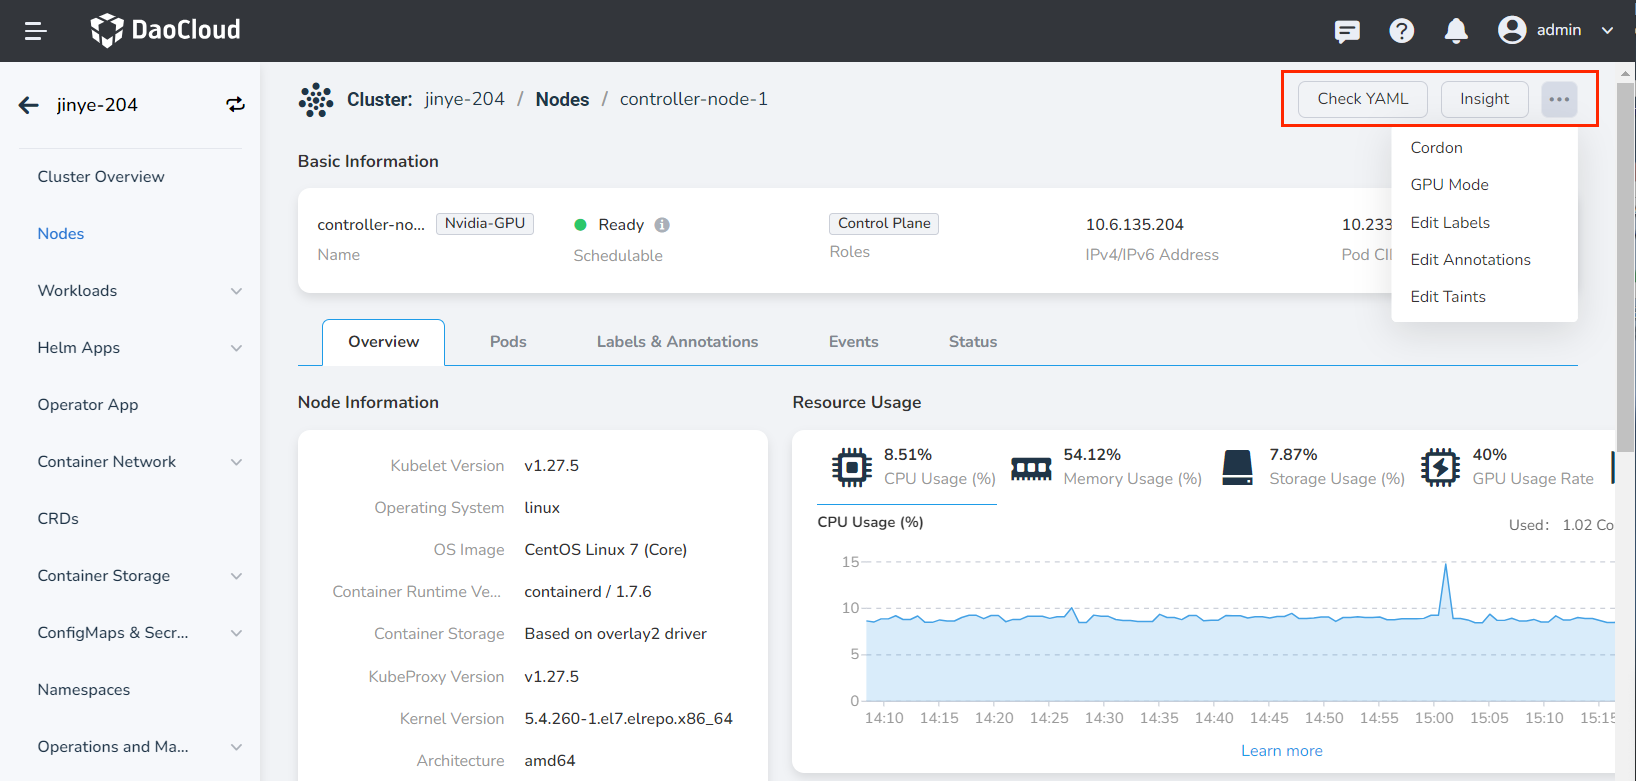 DaoCloud
admin
jinye-204
Cluster: jinye-204 / Nodes / controller-node-1
Check YAML
Insight
Cordon
GPU Mode
Edit Labels
Edit Annotations
Edit Taints
Cluster Overview
Nodes
Workloads
Helm Apps
Operator App
Container Network
CRDs
Container Storage
ConfigMaps & Secr...
Namespaces
Operations and Ma...
Basic Information
controller-no... Nvidia-GPU
Name
Ready
Schedulable
Control Plane
Roles
10.6.135.204
IPv4/IPv6 Address
10.233
Pod CI
Overview
Pods
Labels & Annotations
Events
Status
Node Information
Kubelet Version v1.27.5
Operating System linux
OS Image CentOS Linux 7 (Core)
Container Runtime Ve... containerd / 1.7.6
Container Storage Based on overlay2 driver
KubeProxy Version v1.27.5
Kernel Version 5.4.260-1.el7.elrepo.x86_64
Architecture amd64
Resource Usage
8.51%
CPU Usage (%)
54.12%
Memory Usage (%)
7.87%
Storage Usage (%)
40%
GPU Usage Rate
CPU Usage (%)
Used: 1.02 Co
15
10
5
0
14:10 14:15 14:20 14:25 14:30 14:35 14:40 14:45 14:50 14:55 15:00 15:05 15:10 15:15
Learn more